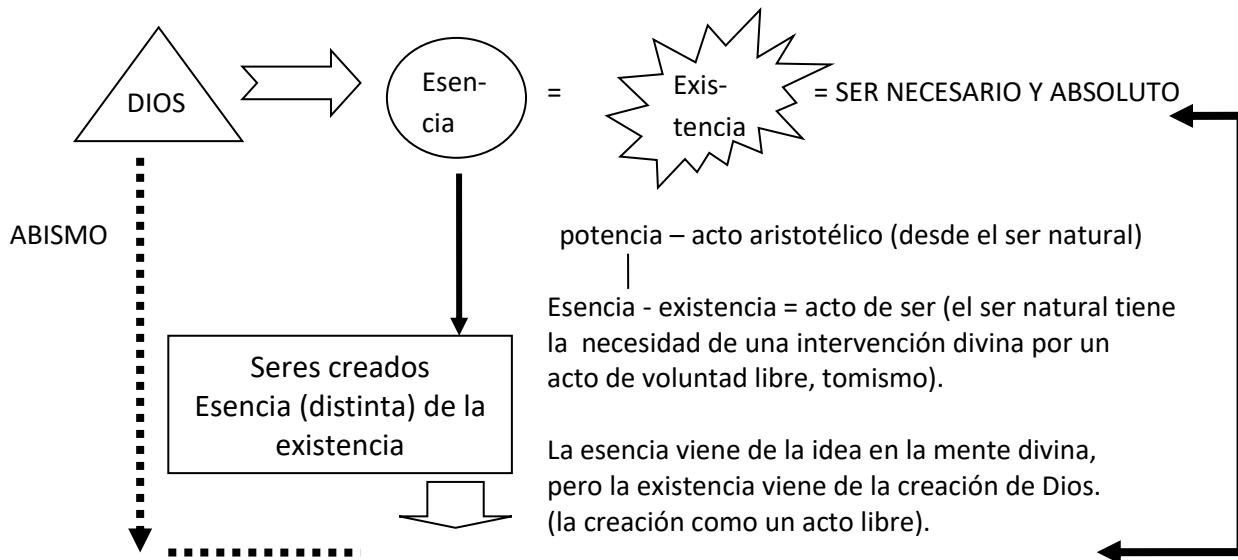 DIOS
Esen-
cia
=
Exis-
tencia
= SER NECESARIO Y ABSOLUTO
ABISMO
potencia – acto aristotélico (desde el ser natural)
Esencia - existencia = acto de ser (el ser natural tiene
la necesidad de una intervención divina por un
acto de voluntad libre, tomismo).
Seres creados
Esencia (distinta) de la
existencia
La esencia viene de la idea en la mente divina,
pero la existencia viene de la creación de Dios.
(la creación como un acto libre).